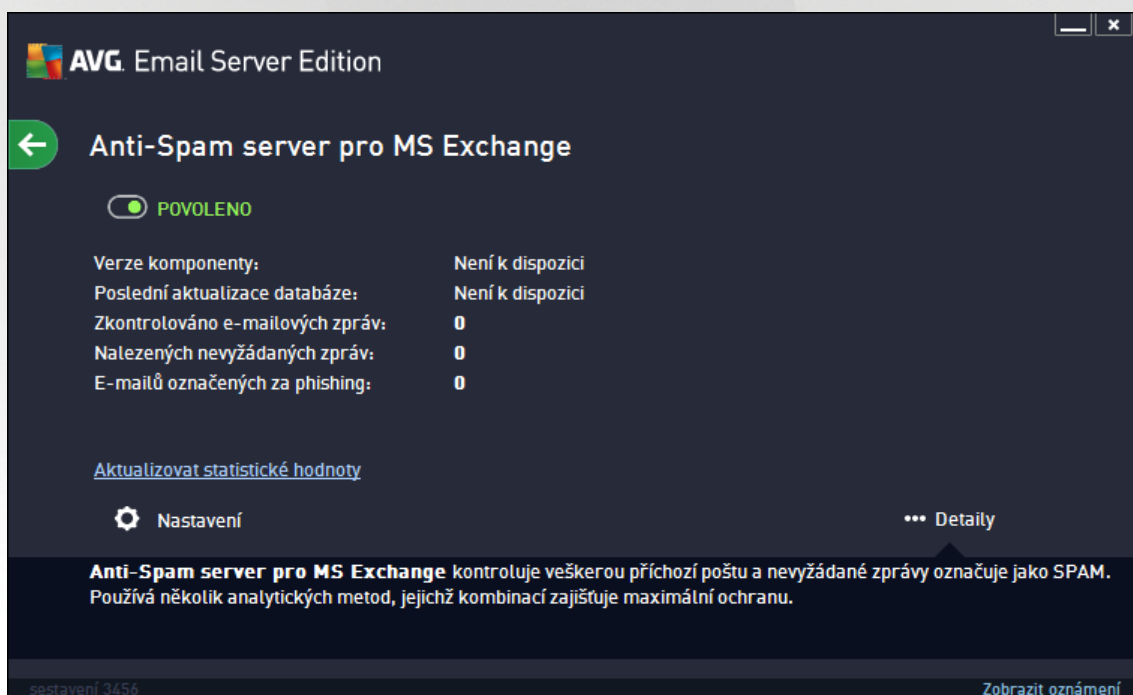 AVG. Email Server Edition
Anti-Spam server pro MS Exchange
POVOLENO
Verze komponenty: Není k dispozici
Poslední aktualizace databáze: Není k dispozici
Zkontrolováno e-mailových zpráv: 0
Nalezených nevyžádaných zpráv: 0
E-mailů označených za phishing: 0
Aktualizovat statistické hodnoty
Nastavení ••• Detaily
Anti-Spam server pro MS Exchange kontroluje veškerou příchozí poštu a nevyžádané zprávy označuje jako SPAM.
Používá několik analytických metod, jejichž kombinací zajišťuje maximální ochranu.
sestavení 3456 Zobrazit oznámení